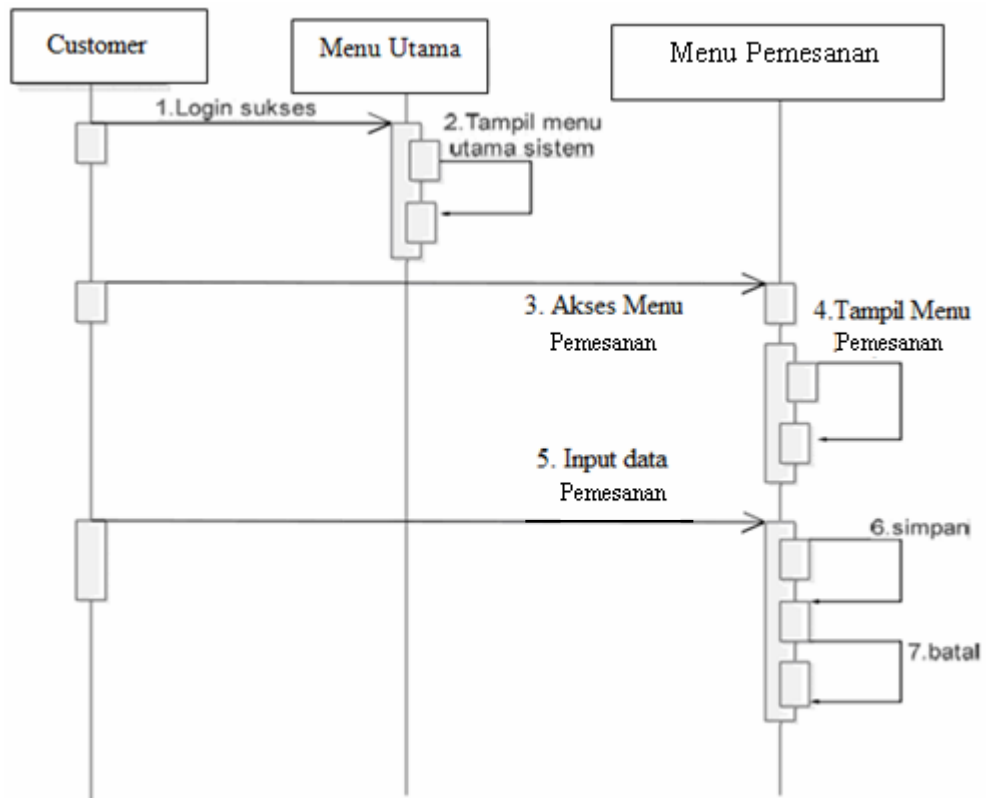 Customer
Menu Utama
Menu Pemesanan
1.Login sukses
2.Tampil menu
utama sistem
3. Akses Menu
Pemesanan
4.Tampil Menu
Pemesanan
5. Input data
Pemesanan
6.simpan
7.batal